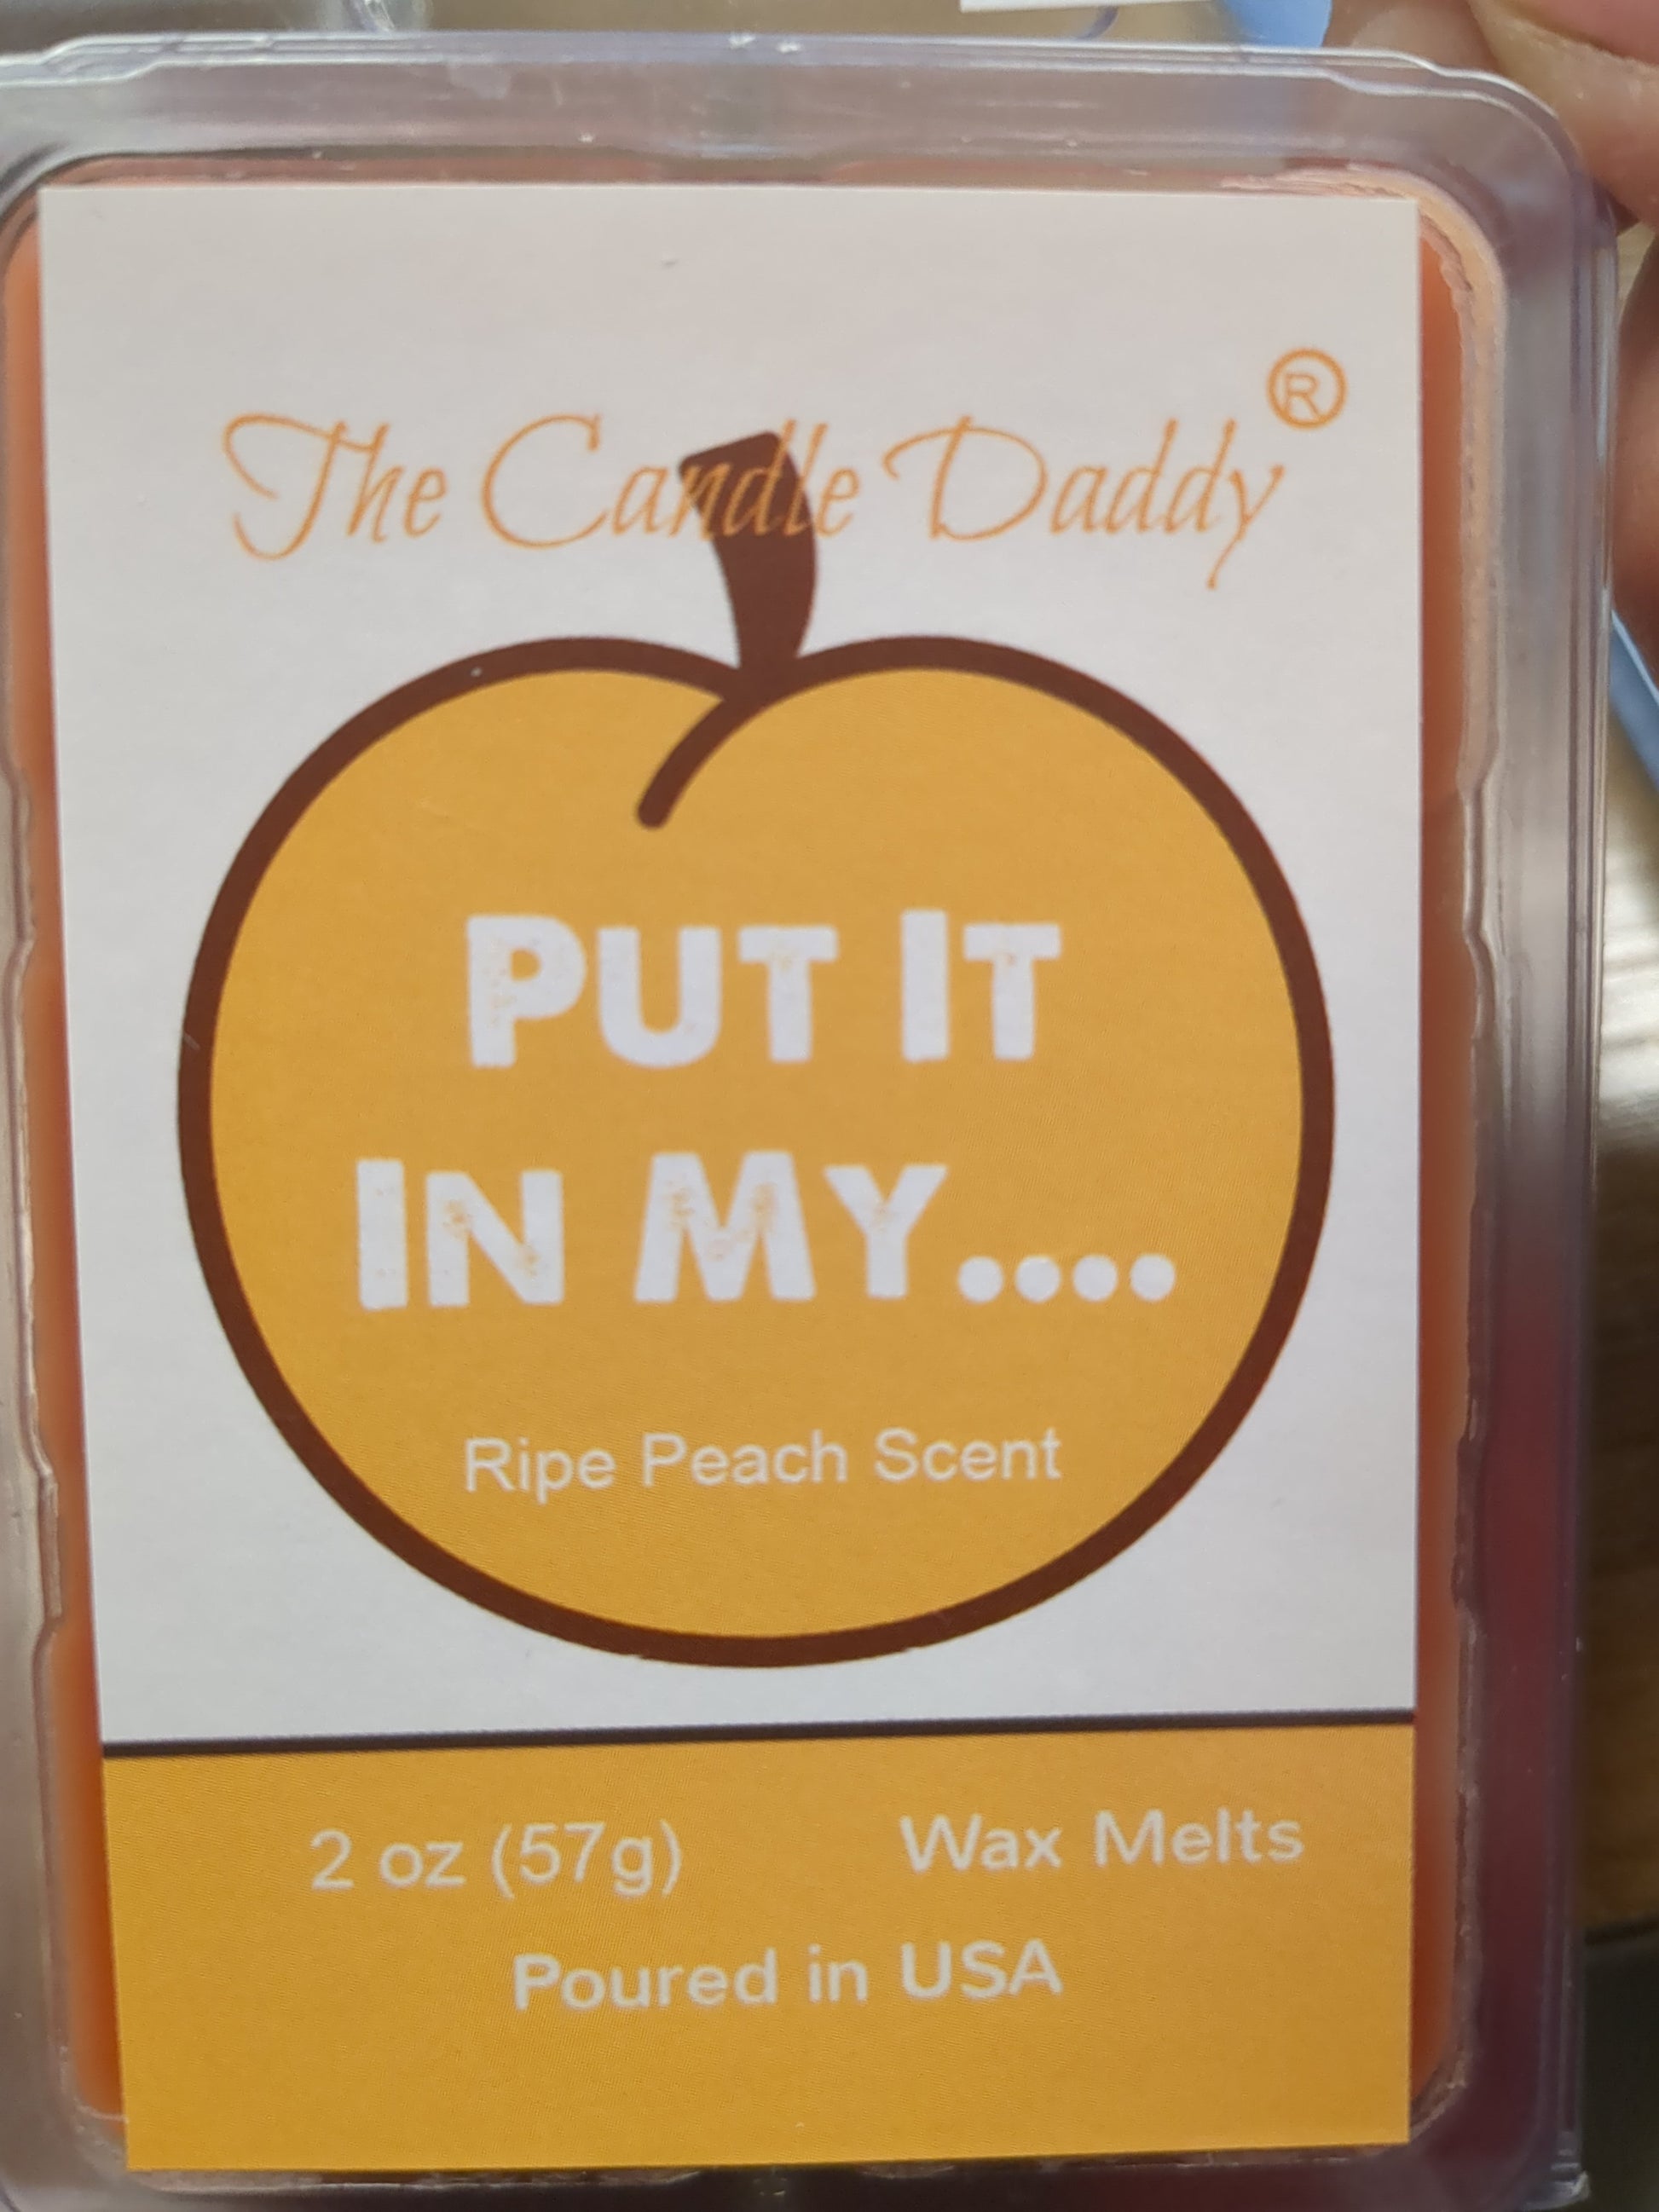 The Candle Daddy®
PUT IT
IN MY....
Ripe Peach Scent
2 oz (57g) Wax Melts
Poured in USA